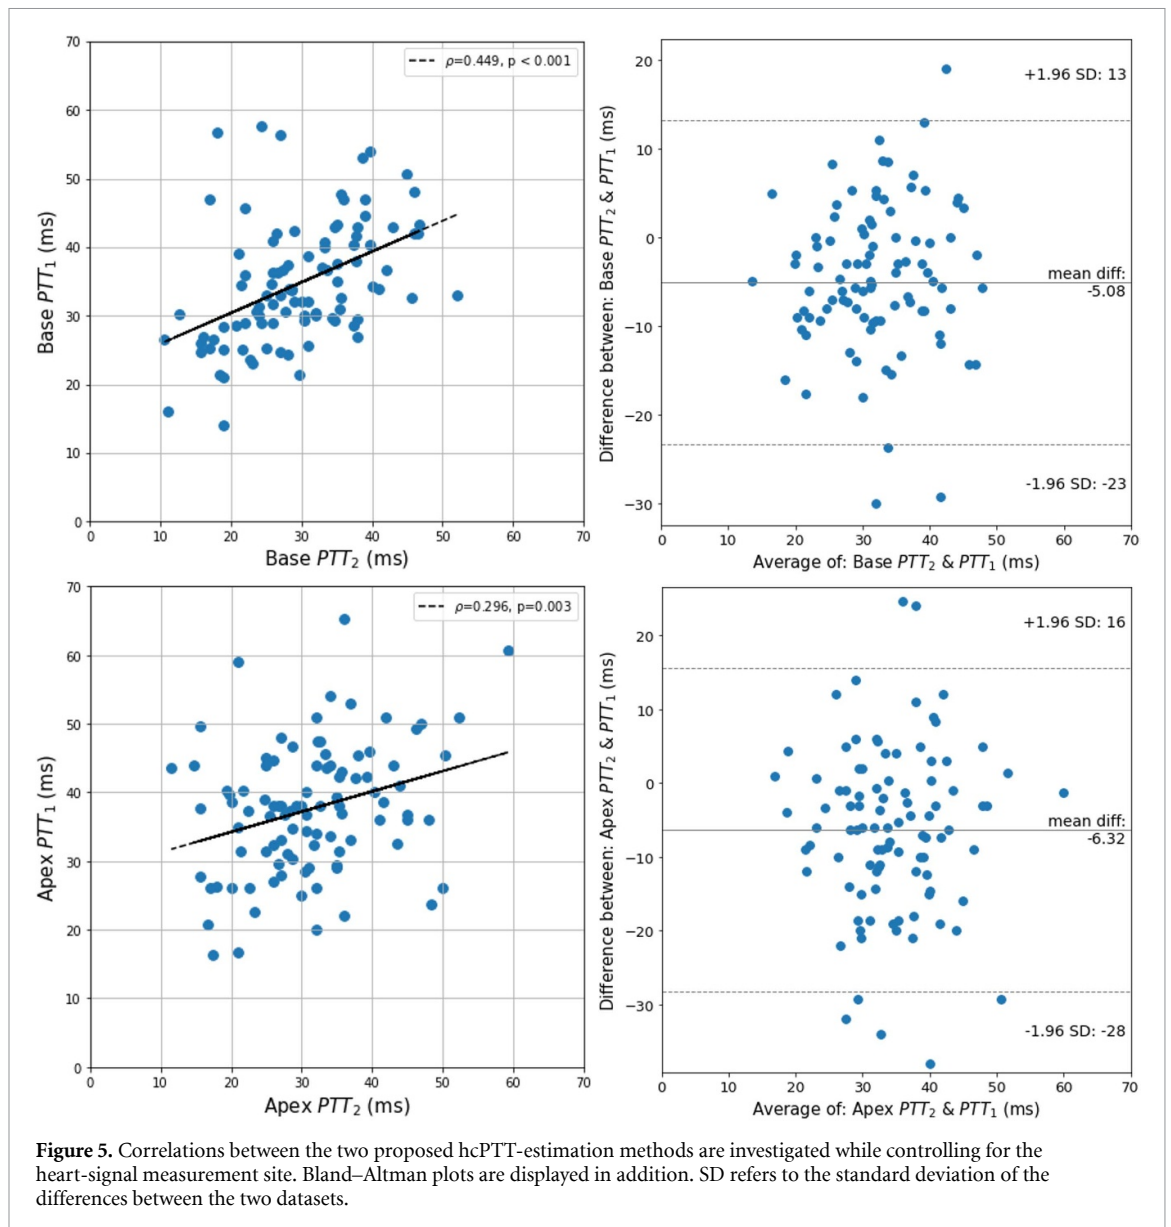 70
60
50
40
30
20
10
0
Base PTT₁ (ms)
ρ=0.449, p < 0.001
0 10 20 30 40 50 60 70
Base PTT₂ (ms)
20
10
0
−10
−20
−30
Difference between: Base PTT₂ & PTT₁ (ms)
+1.96 SD: 13
mean diff:
-5.08
-1.96 SD: -23
0 10 20 30 40 50 60 70
Average of: Base PTT₂ & PTT₁ (ms)
70
60
50
40
30
20
10
0
Apex PTT₁ (ms)
ρ=0.296, p=0.003
0 10 20 30 40 50 60 70
Apex PTT₂ (ms)
20
10
0
−10
−20
−30
Difference between: Apex PTT₂ & PTT₁ (ms)
+1.96 SD: 16
mean diff:
-6.32
-1.96 SD: -28
0 10 20 30 40 50 60 70
Average of: Apex PTT₂ & PTT₁ (ms)
Figure 5. Correlations between the two proposed hcPTT-estimation methods are investigated while controlling for the
heart-signal measurement site. Bland–Altman plots are displayed in addition. SD refers to the standard deviation of the
differences between the two datasets.